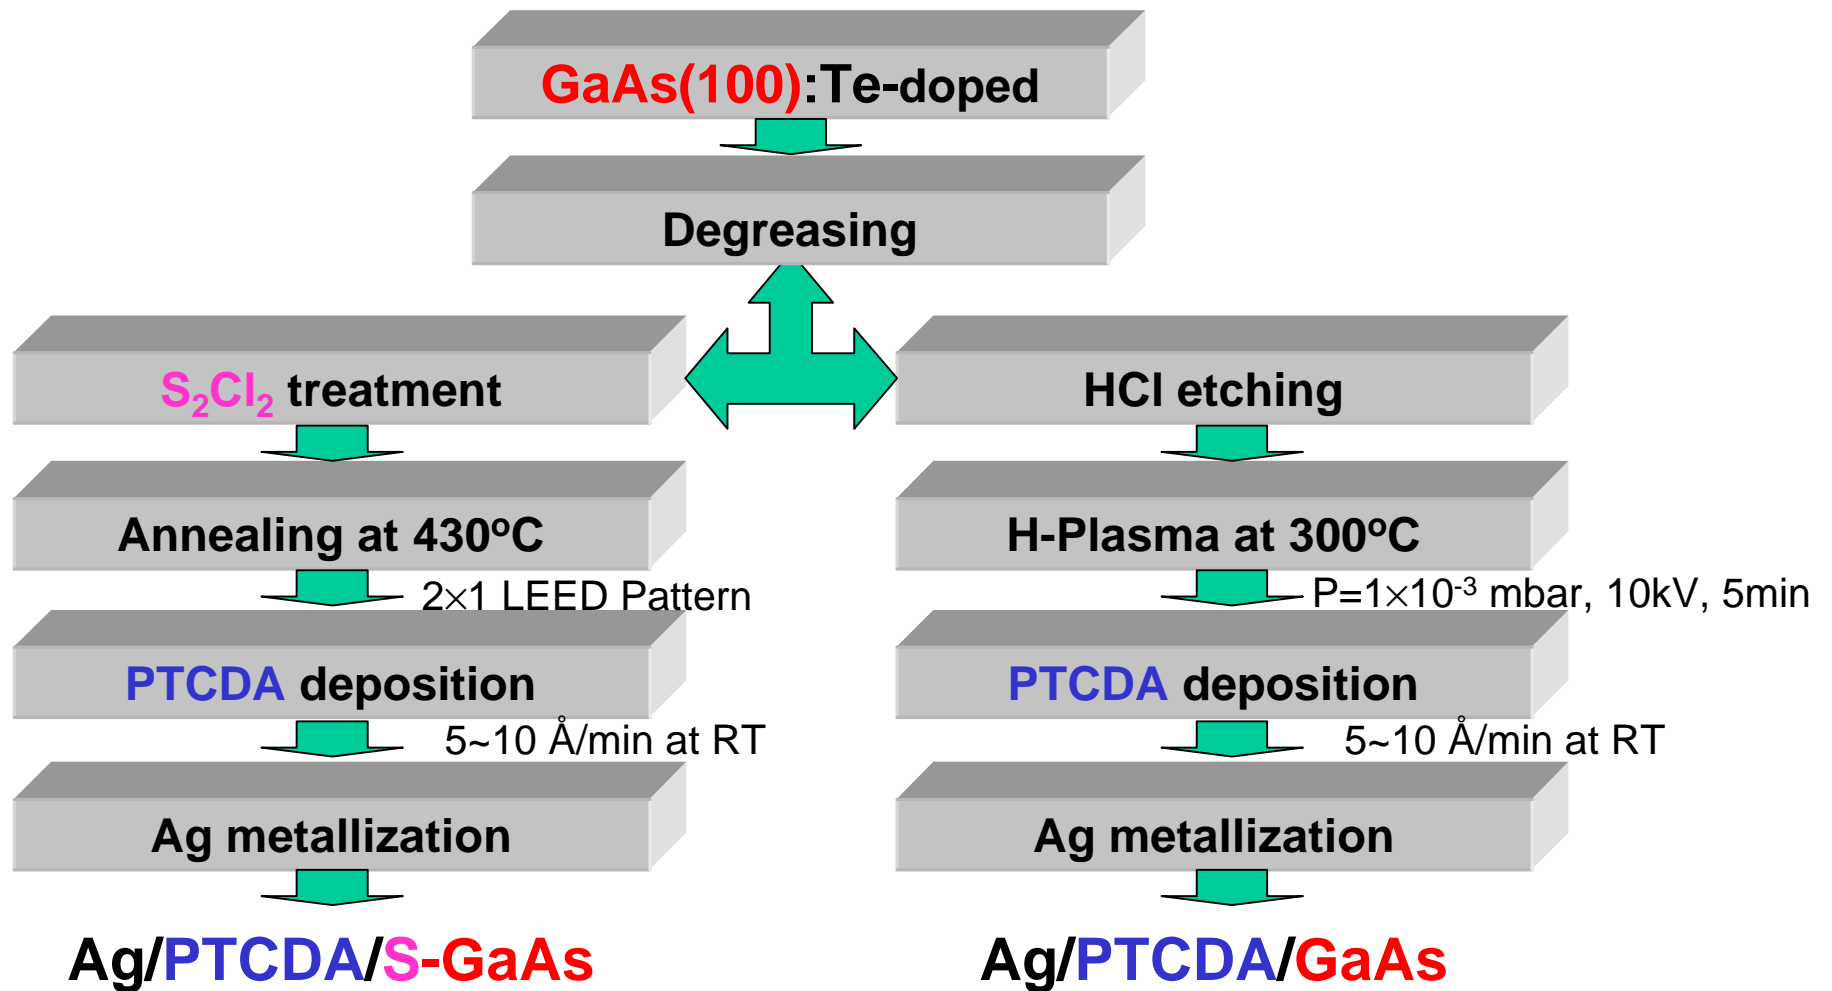 GaAs(100):Te-doped
Degreasing
S₂Cl₂ treatment
HCl etching
Annealing at 430ºC
H-Plasma at 300ºC
2×1 LEED Pattern
P=1×10⁻³ mbar, 10kV, 5min
PTCDA deposition
PTCDA deposition
5~10 Å/min at RT
5~10 Å/min at RT
Ag metallization
Ag metallization
Ag/PTCDA/S-GaAs
Ag/PTCDA/GaAs